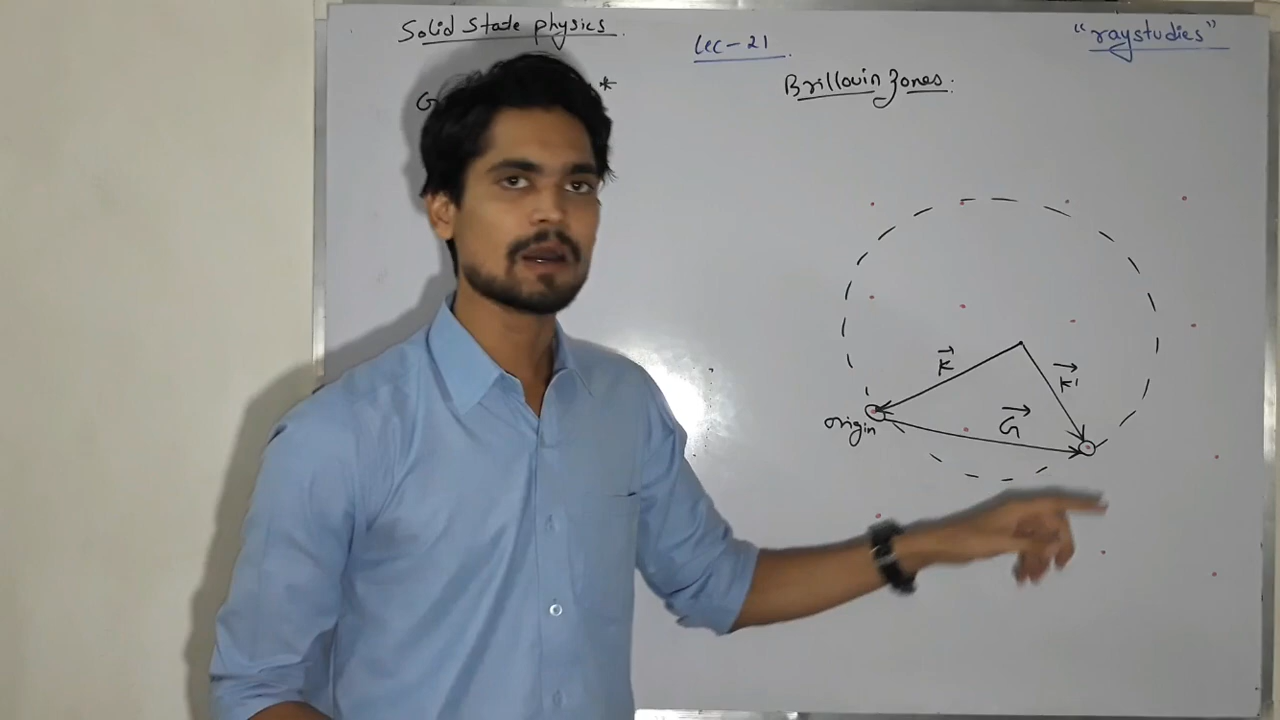 Solid State physics
Lec-21
"raystudies"
G *
Brillouin Zones.
K
K'
G
origin